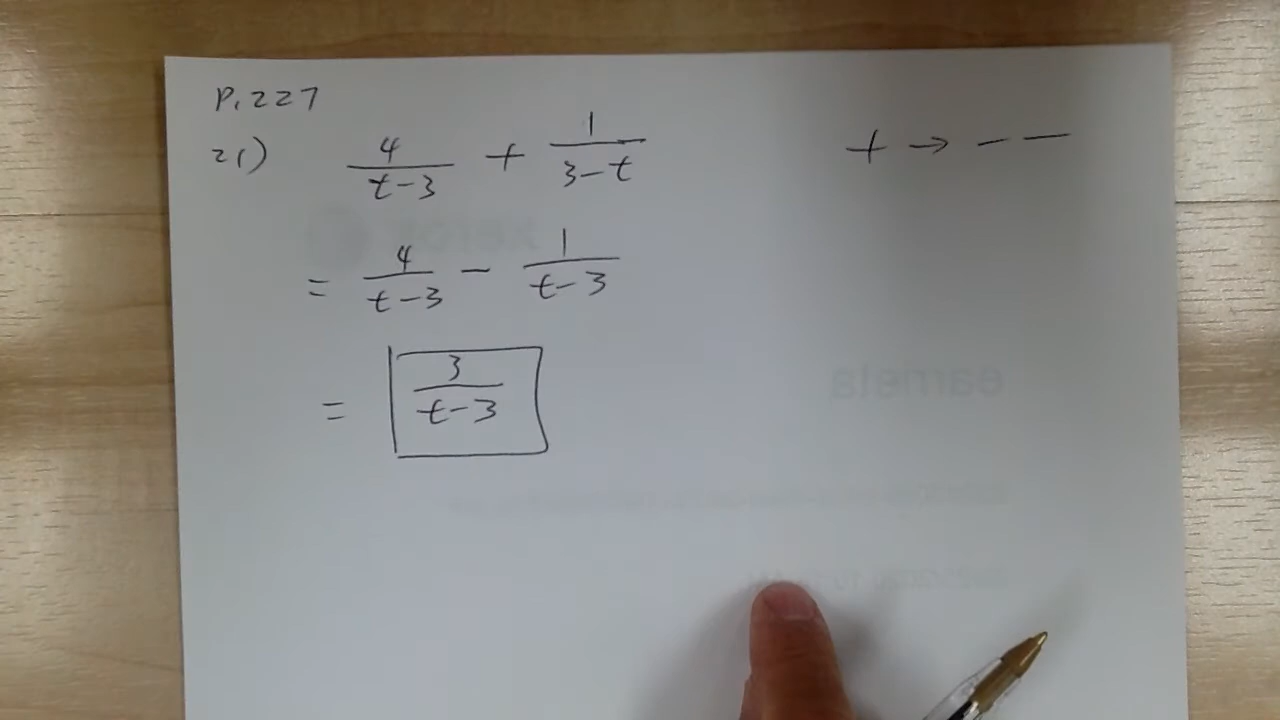 P. 227
21) 4/(t-3) + 1/(3-t) + → - -
= 4/(t-3) - 1/(t-3)
= 3/(t-3)